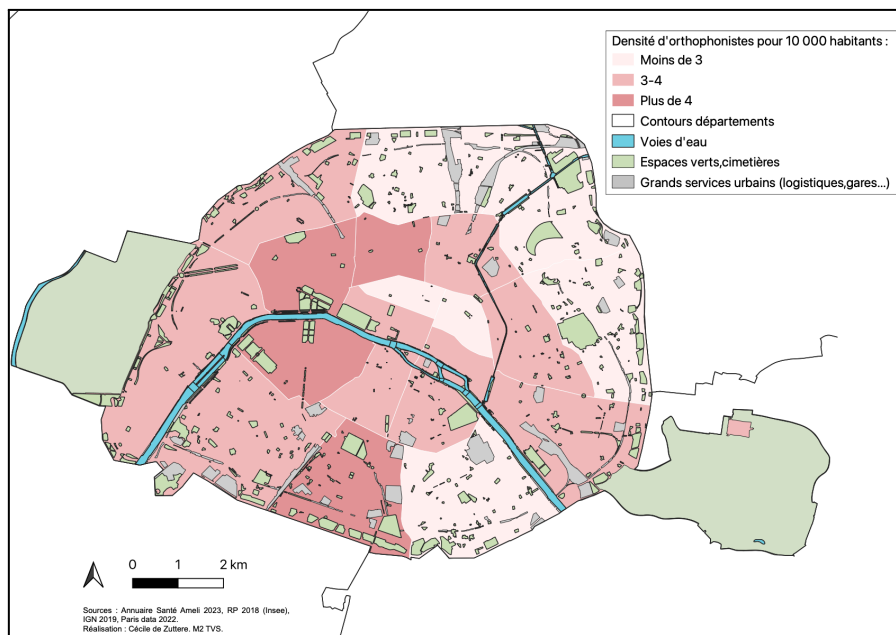 Densité d'orthophonistes pour 10 000 habitants :
Moins de 3
3-4
Plus de 4
Contours départements
Voies d'eau
Espaces verts,cimetières
Grands services urbains (logistiques,gares...)
0 1 2 km
Sources : Annuaire Santé Ameli 2023, RP 2018 (Insee),
IGN 2019, Paris data 2022.
Réalisation : Cécile de Zuttere. M2 TVS.